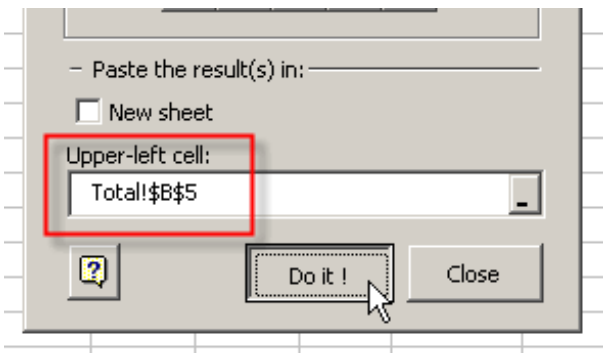 Paste the result(s) in:
New sheet
Upper-left cell:
Total!$B$5
?
Do it !
Close